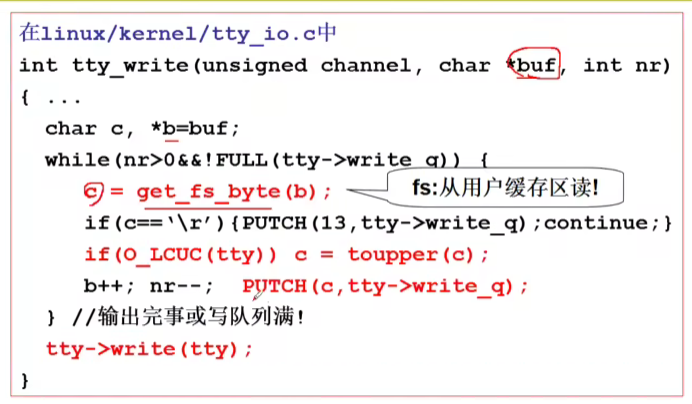 在linux/kernel/tty_io.c中
int tty_write(unsigned channel, char *buf, int nr)
{ ...
char c, *b=buf;
while(nr>0&&!FULL(tty->write_q)) {
c = get_fs_byte(b);
fs:从用户缓存区读!
if(c==‘\r’){PUTCH(13,tty->write_q);continue;}
if(O_LCUC(tty)) c = toupper(c);
b++; nr--; PUTCH(c,tty->write_q);
} //输出完事或写队列满!
tty->write(tty);
}